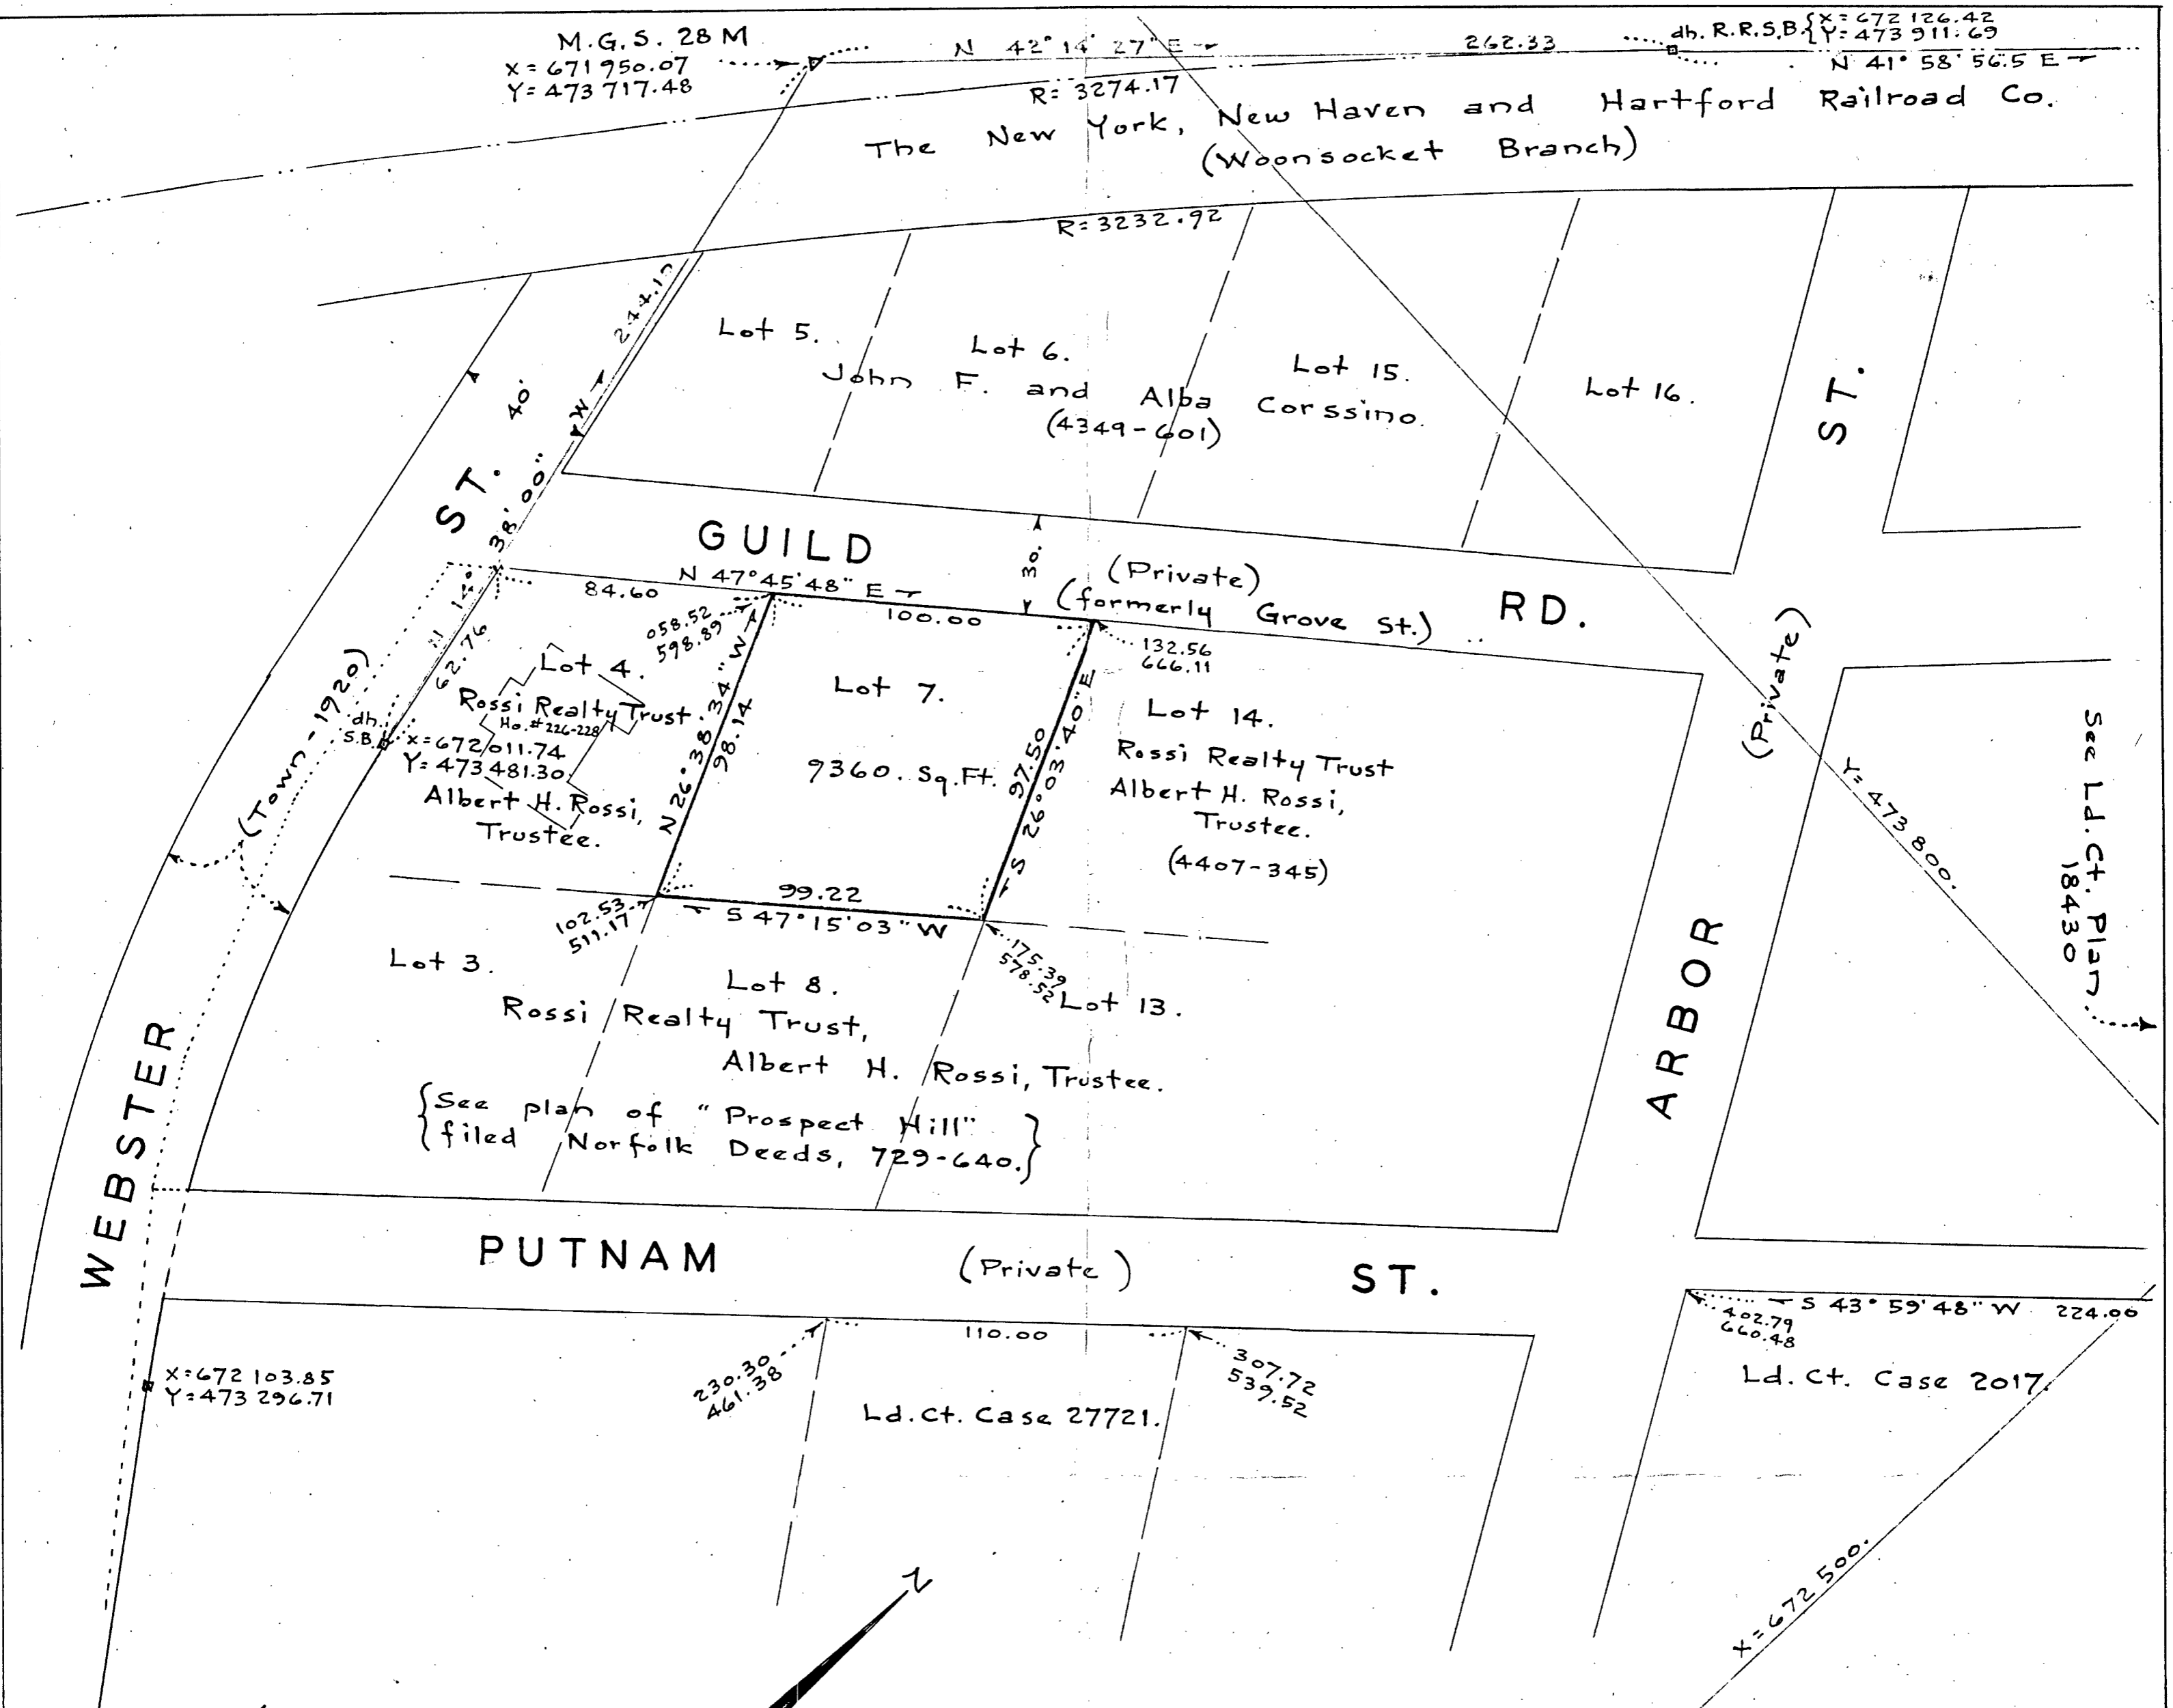 M.G.S. 28 M
X = 671 950.07
Y = 473 717.48
N 42° 14' 27" E
262.33
dh. R.R.S.B.
X = 672 126.42
Y = 473 911.69
N 41° 58' 56.5 E
R = 3274.17
The New York, New Haven and Hartford Railroad Co.
(Woonsocket Branch)
R = 3232.92
Lot 5.
Lot 6.
Lot 15.
Lot 16.
John F. and Alba Corssino.
(4349-601)
ST.
40'
38' 00" W
ST.
GUILD
RD.
30.
(Private)
(formerly Grove St.)
N 47° 45' 48" E
84.60
100.00
058.52
598.89
132.56
666.11
62.76
(Town - 1920)
dh.
S.B.
X = 672 011.74
Y = 473 481.30
Lot 4.
Rossi Realty Trust.
Ho. # 226-228
Albert H. Rossi,
Trustee.
N 26° 38' 34" W
98.14
Lot 7.
9360. Sq.Ft.
97.50
S 26° 03' 40" E
Lot 14.
Rossi Realty Trust
Albert H. Rossi,
Trustee.
(4407-345)
(Private)
Y = 473 800.
See Ld. Ct. Plan.
18430
99.22
S 47° 15' 03" W
102.53
511.17
175.39
578.52
Lot 3.
Lot 8.
Lot 13.
Rossi Realty Trust,
Albert H. Rossi, Trustee.
See plan of "Prospect Hill"
filed Norfolk Deeds, 729-640.
WEBSTER
ARBOR
PUTNAM
(Private)
ST.
X = 672 103.85
Y = 473 296.71
230.30
461.38
110.00
307.72
539.52
Ld. Ct. Case 27721.
402.79
660.48
S 43° 59' 48" W 224.00
Ld. Ct. Case 2017.
X = 672 500.
N